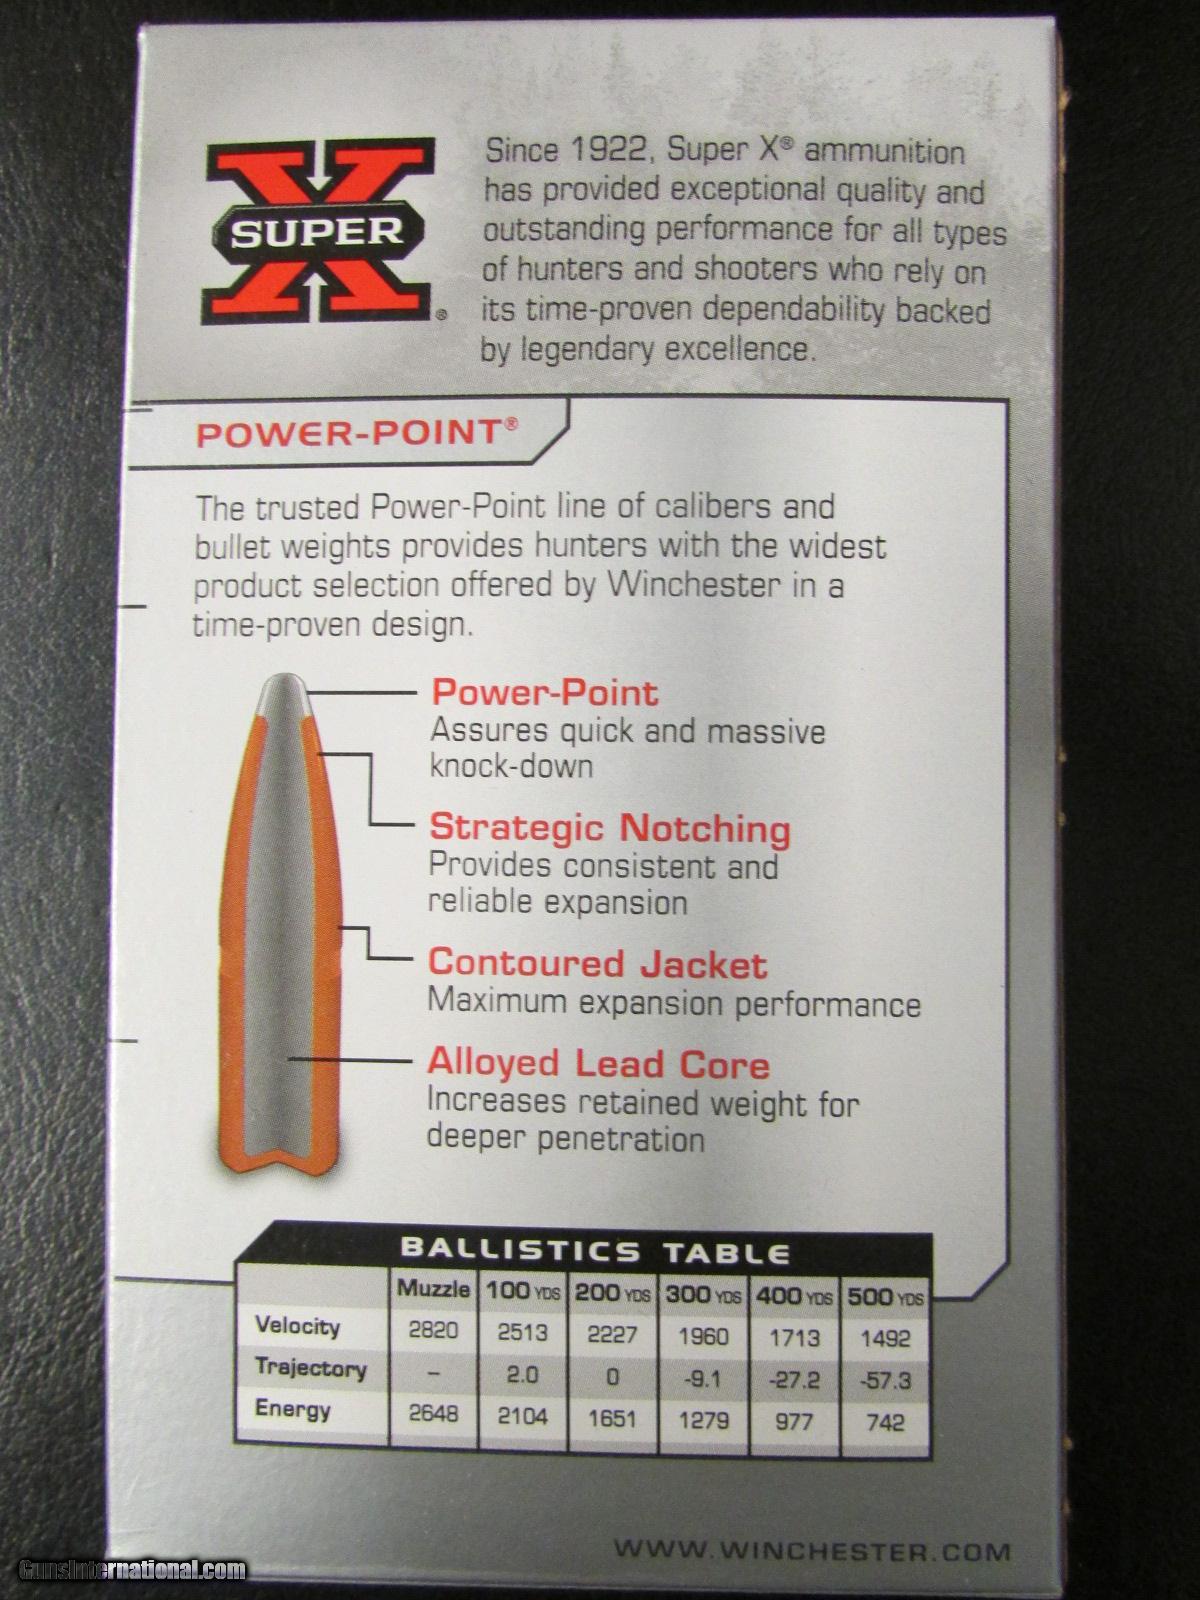 SUPER X®
Since 1922, Super X® ammunition
has provided exceptional quality and
outstanding performance for all types
of hunters and shooters who rely on
its time-proven dependability backed
by legendary excellence.
POWER-POINT®
The trusted Power-Point line of calibers and
bullet weights provides hunters with the widest
product selection offered by Winchester in a
time-proven design.
Power-Point
Assures quick and massive
knock-down
Strategic Notching
Provides consistent and
reliable expansion
Contoured Jacket
Maximum expansion performance
Alloyed Lead Core
Increases retained weight for
deeper penetration
BALLISTICS TABLE
Muzzle 100 YDS 200 YDS 300 YDS 400 YDS 500 YDS
Velocity 2820 2513 2227 1960 1713 1492
Trajectory – 2.0 0 -9.1 -27.2 -57.3
Energy 2648 2104 1651 1279 977 742
WWW.WINCHESTER.COM
GunsInternational.com